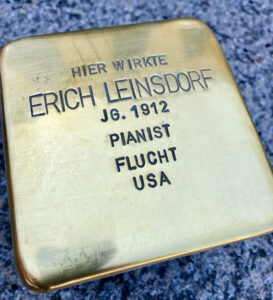 HIER WIRKTE
ERICH LEINSDORF
JG. 1912
PIANIST
FLUCHT
USA